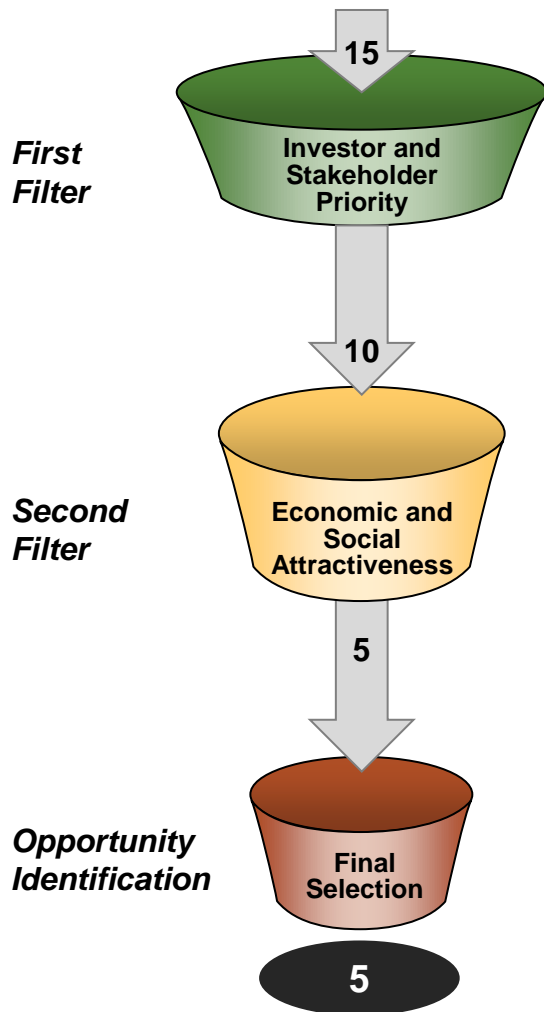 15
First
Filter
Investor and
Stakeholder
Priority
10
Second
Filter
Economic and
Social
Attractiveness
5
Opportunity
Identification
Final
Selection
5